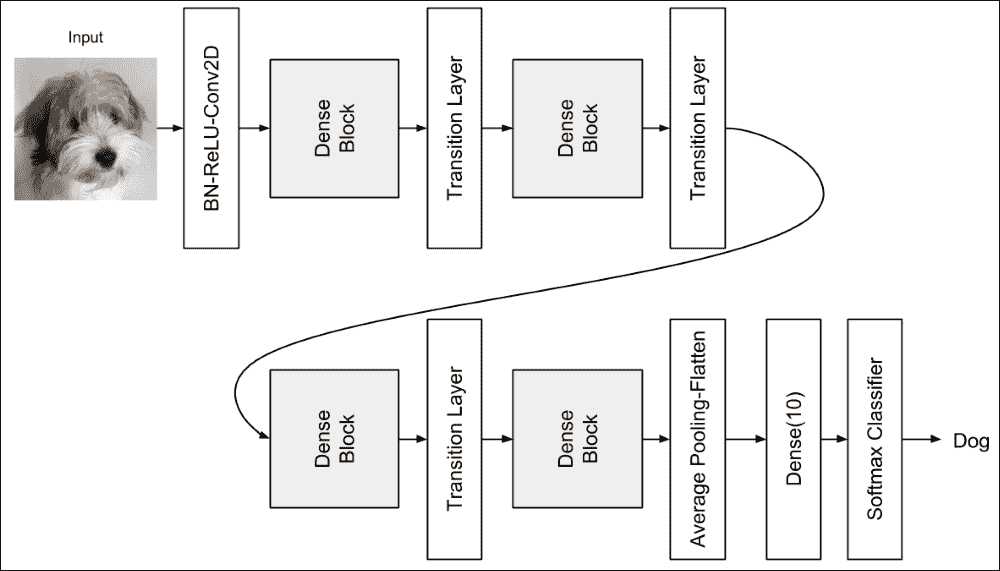 Input
BN-ReLU-Conv2D
Dense
Block
Transition Layer
Dense
Block
Transition Layer
Dense
Block
Transition Layer
Dense
Block
Average Pooling-Flatten
Dense(10)
Softmax Classifier
Dog